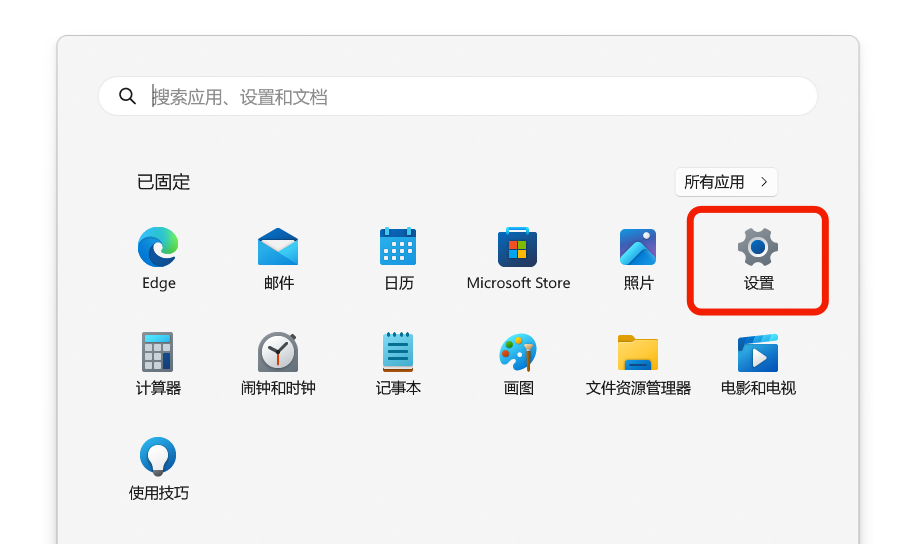 搜索应用、设置和文档
已固定
所有应用
Edge
邮件
日历
Microsoft Store
照片
设置
计算器
闹钟和时钟
记事本
画图
文件资源管理器
电影和电视
使用技巧